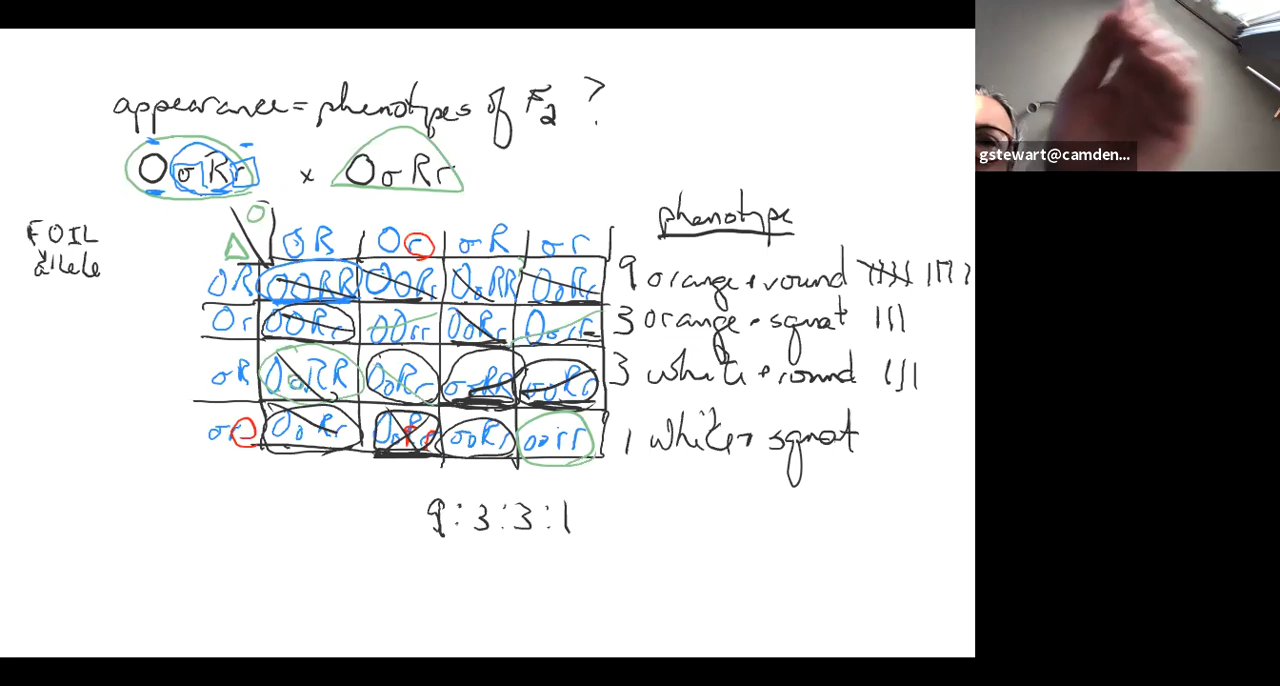 appearance = phenotypes of F2 ?
OoRr x OoRr
gstewart@camden...
phenotype
FOIL
allele
OR Or oR or
OR OORR OORr OoRR OoRr
Or OORr OOrr OoRr Oorr
oR OoRR OoRr ooRR ooRr
or OoRr Oorr ooRr oorr
9 orange + round
3 orange + squat III
3 white + round III
1 white + squat
9:3:3:1